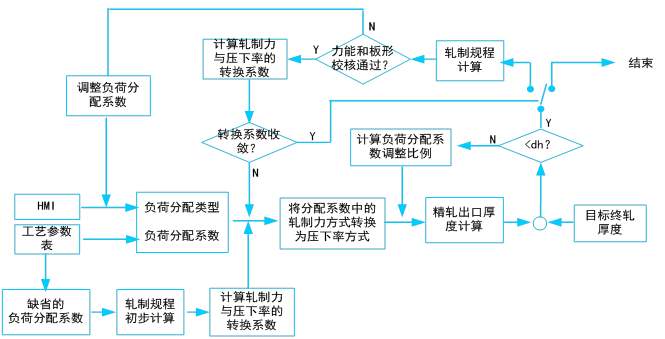 N
计算轧制力
与压下率的
转换系数
Y
力能和板形
校核通过？
轧制规程
计算
结束
调整负荷分
配系数
转换系数收
敛？
Y
计算负荷分配系
数调整比例
N
<dh？
Y
N
HMI
负荷分配类型
负荷分配系数
工艺参数
表
将分配系数中的
轧制力方式转换
为压下率方式
精轧出口厚
度计算
目标终轧
厚度
缺省的
负荷分配系数
轧制规程
初步计算
计算轧制力
与压下率的
转换系数